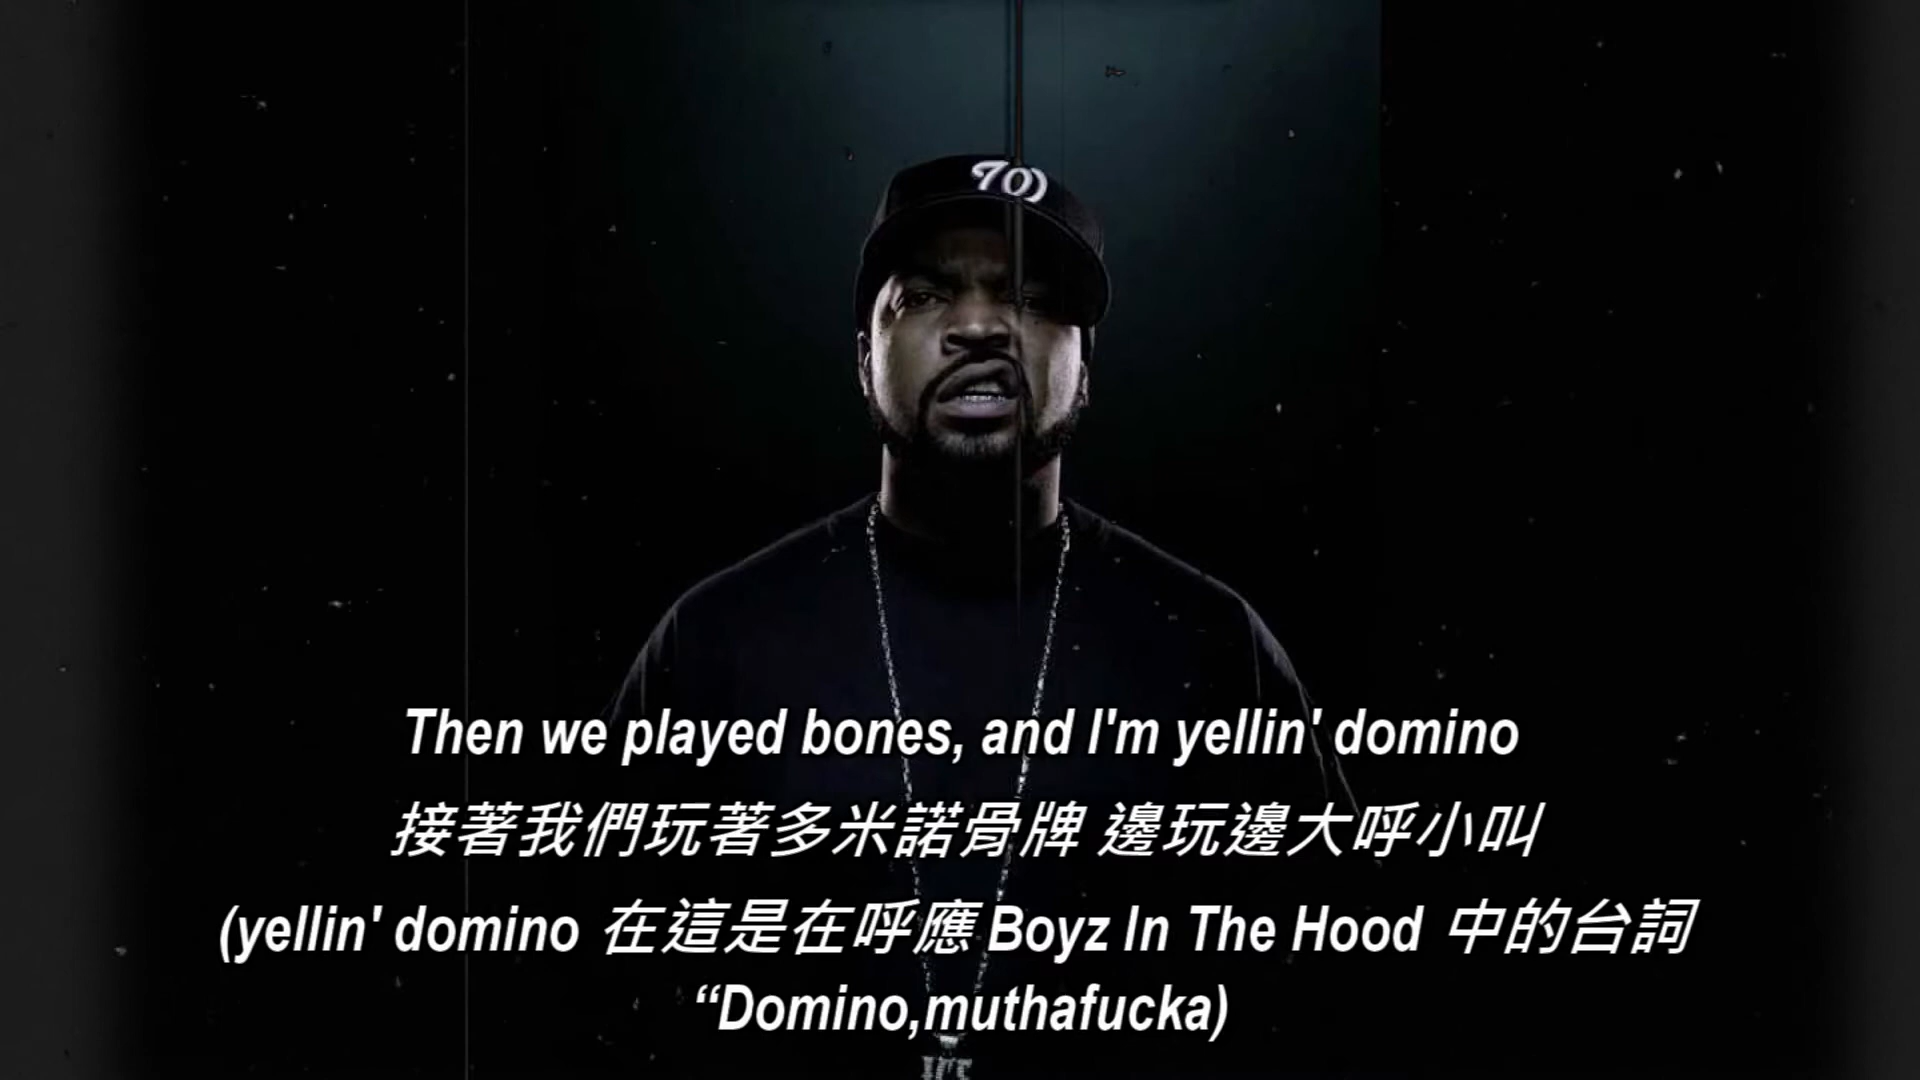 Then we played bones, and I'm yellin' domino
接著我們玩著多米諾骨牌 邊玩邊大呼小叫
(yellin' domino 在這是在呼應 Boyz In The Hood 中的台詞
“Domino,muthafucka)